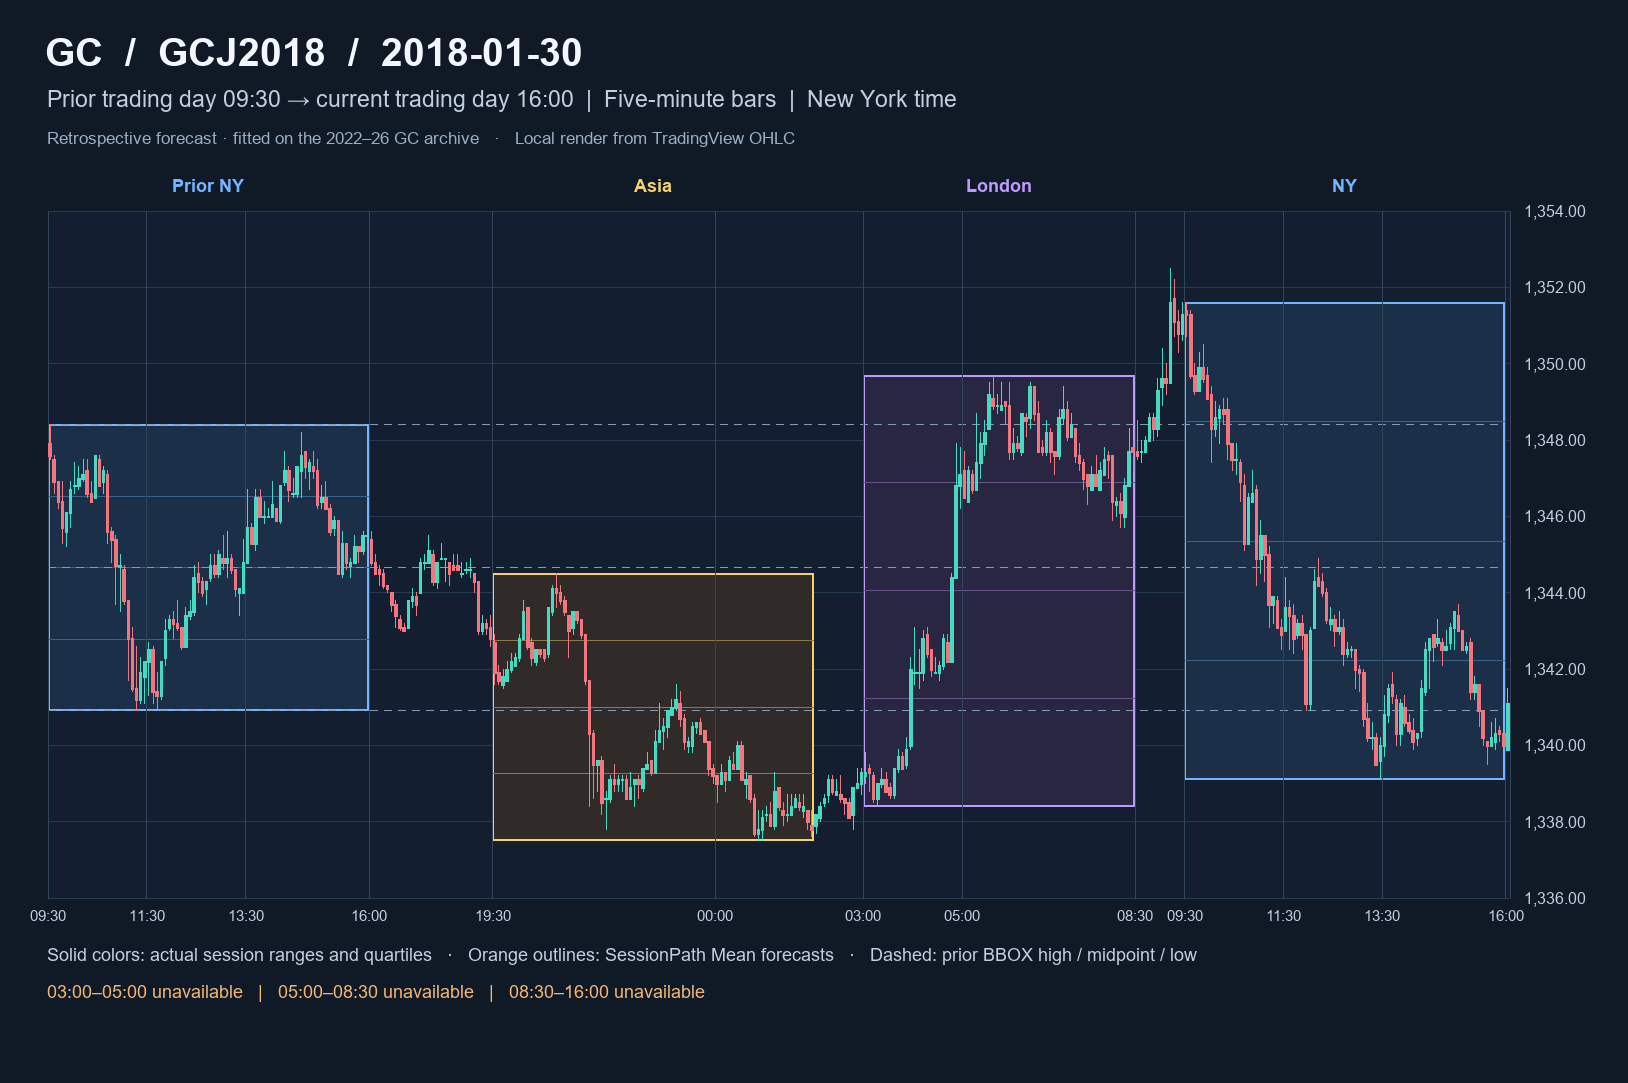 GC / GCJ2018 / 2018-01-30
Prior trading day 09:30 → current trading day 16:00 | Five-minute bars | New York time
Retrospective forecast · fitted on the 2022–26 GC archive · Local render from TradingView OHLC
Prior NY Asia London NY
1,354.00
1,352.00
1,350.00
1,348.00
1,346.00
1,344.00
1,342.00
1,340.00
1,338.00
1,336.00
09:30 11:30 13:30 16:00 19:30 00:00 03:00 05:00 08:30 09:30 11:30 13:30 16:00
Solid colors: actual session ranges and quartiles · Orange outlines: SessionPath Mean forecasts · Dashed: prior BBOX high / midpoint / low
03:00–05:00 unavailable | 05:00–08:30 unavailable | 08:30–16:00 unavailable